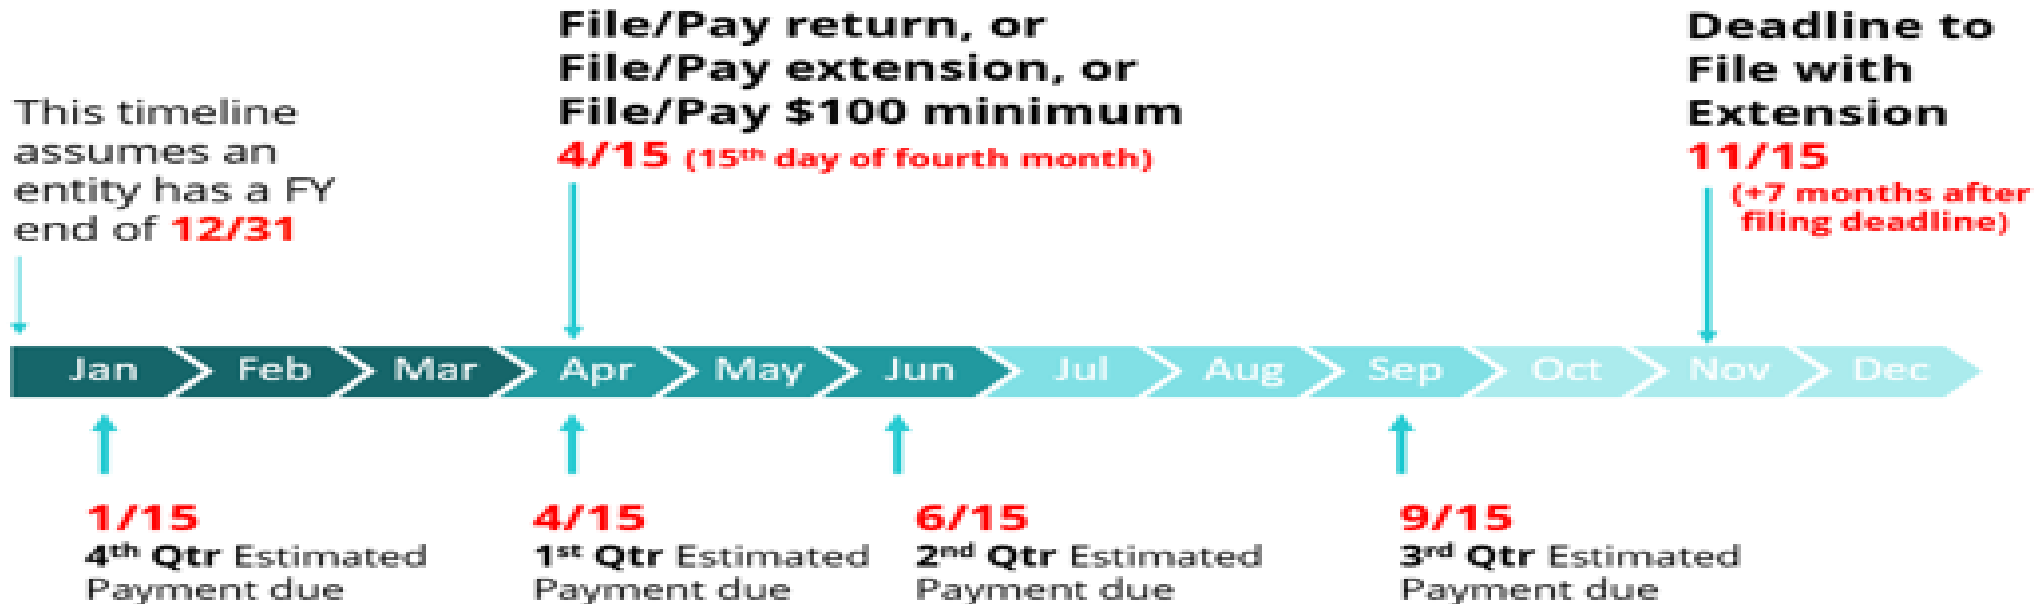 This timeline
assumes an
entity has a FY
end of 12/31
File/Pay return, or
File/Pay extension, or
File/Pay $100 minimum
4/15 (15th day of fourth month)
Deadline to
File with
Extension
11/15
(+7 months after
filing deadline)
Jan Feb Mar Apr May Jun Jul Aug Sep Oct Nov Dec
1/15
4th Qtr Estimated
Payment due
4/15
1st Qtr Estimated
Payment due
6/15
2nd Qtr Estimated
Payment due
9/15
3rd Qtr Estimated
Payment due